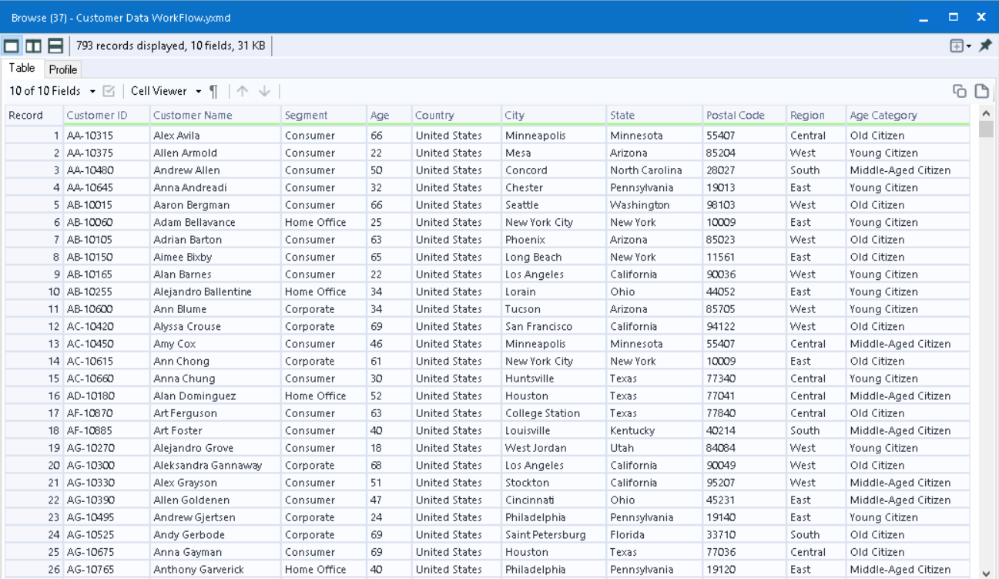 Browse (37) - Customer Data WorkFlow.yxmd
793 records displayed, 10 fields, 31 KB
Table Profile
10 of 10 Fields Cell Viewer ¶
Record Customer ID Customer Name Segment Age Country City State Postal Code Region Age Category
1 AA-10315 Alex Avila Consumer 66 United States Minneapolis Minnesota 55407 Central Old Citizen
2 AA-10375 Allen Armold Consumer 22 United States Mesa Arizona 85204 West Young Citizen
3 AA-10480 Andrew Allen Consumer 50 United States Concord North Carolina 28027 South Middle-Aged Citizen
4 AA-10645 Anna Andreadi Consumer 32 United States Chester Pennsylvania 19013 East Young Citizen
5 AB-10015 Aaron Bergman Consumer 66 United States Seattle Washington 98103 West Old Citizen
6 AB-10060 Adam Bellavance Home Office 25 United States New York City New York 10009 East Young Citizen
7 AB-10105 Adrian Barton Consumer 63 United States Phoenix Arizona 85023 West Old Citizen
8 AB-10150 Aimee Bixby Consumer 65 United States Long Beach New York 11561 East Old Citizen
9 AB-10165 Alan Barnes Consumer 22 United States Los Angeles California 90036 West Young Citizen
10 AB-10255 Alejandro Ballentine Home Office 34 United States Lorain Ohio 44052 East Young Citizen
11 AB-10600 Ann Blume Corporate 34 United States Tucson Arizona 85705 West Young Citizen
12 AC-10420 Alyssa Crouse Corporate 69 United States San Francisco California 94122 West Old Citizen
13 AC-10450 Amy Cox Consumer 46 United States Minneapolis Minnesota 55407 Central Middle-Aged Citizen
14 AC-10615 Ann Chong Corporate 61 United States New York City New York 10009 East Old Citizen
15 AC-10660 Anna Chung Consumer 30 United States Huntsville Texas 77340 Central Young Citizen
16 AD-10180 Alan Dominguez Home Office 52 United States Houston Texas 77041 Central Middle-Aged Citizen
17 AF-10870 Art Ferguson Consumer 63 United States College Station Texas 77840 Central Old Citizen
18 AF-10885 Art Foster Consumer 40 United States Louisville Kentucky 40214 South Middle-Aged Citizen
19 AG-10270 Alejandro Grove Consumer 18 United States West Jordan Utah 84084 West Young Citizen
20 AG-10300 Aleksandra Gannaway Corporate 68 United States Los Angeles California 90049 West Old Citizen
21 AG-10330 Alex Grayson Consumer 51 United States Stockton California 95207 West Middle-Aged Citizen
22 AG-10390 Allen Goldenen Consumer 47 United States Cincinnati Ohio 45231 East Middle-Aged Citizen
23 AG-10495 Andrew Gjertsen Corporate 24 United States Philadelphia Pennsylvania 19140 East Young Citizen
24 AG-10525 Andy Gerbode Corporate 69 United States Saint Petersburg Florida 33710 South Old Citizen
25 AG-10675 Anna Gayman Consumer 69 United States Houston Texas 77036 Central Old Citizen
26 AG-10765 Anthony Garverick Home Office 40 United States Philadelphia Pennsylvania 19120 East Middle-Aged Citizen